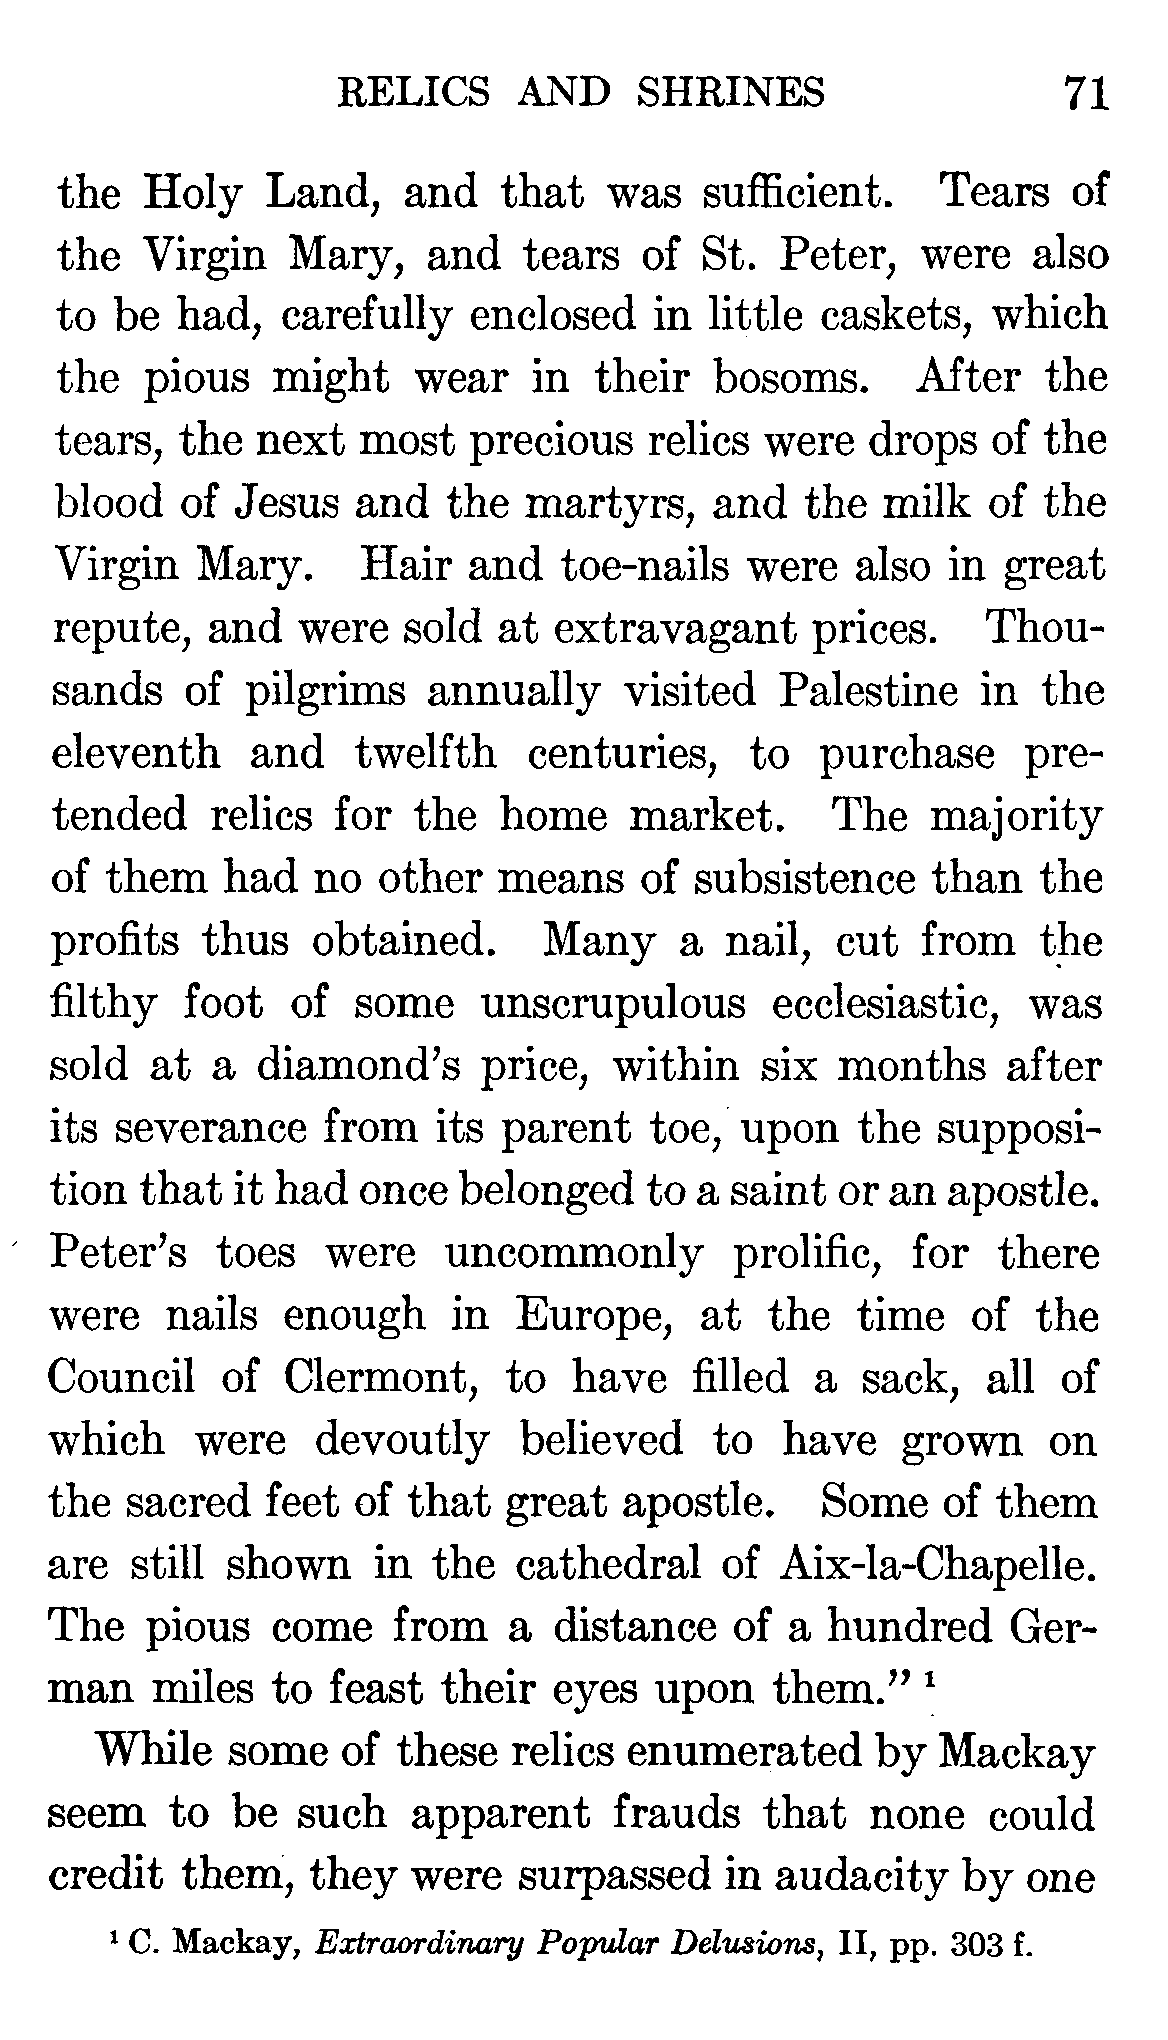 RELICS AND SHRINES 71
the Holy Land, and that was sufficient. Tears of
the Virgin Mary, and tears of St. Peter, were also
to be had, carefully enclosed in little caskets, which
the pious might wear in their bosoms. After the
tears, the next most precious relics were drops of the
blood of Jesus and the martyrs, and the milk of the
Virgin Mary. Hair and toe-nails were also in great
repute, and were sold at extravagant prices. Thou-
sands of pilgrims annually visited Palestine in the
eleventh and twelfth centuries, to purchase pre-
tended relics for the home market. The majority
of them had no other means of subsistence than the
profits thus obtained. Many a nail, cut from the
filthy foot of some unscrupulous ecclesiastic, was
sold at a diamond's price, within six months after
its severance from its parent toe, upon the supposi-
tion that it had once belonged to a saint or an apostle.
Peter's toes were uncommonly prolific, for there
were nails enough in Europe, at the time of the
Council of Clermont, to have filled a sack, all of
which were devoutly believed to have grown on
the sacred feet of that great apostle. Some of them
are still shown in the cathedral of Aix-la-Chapelle.
The pious come from a distance of a hundred Ger-
man miles to feast their eyes upon them." ¹
While some of these relics enumerated by Mackay
seem to be such apparent frauds that none could
credit them, they were surpassed in audacity by one
¹ C. Mackay, Extraordinary Popular Delusions, II, pp. 303 f.